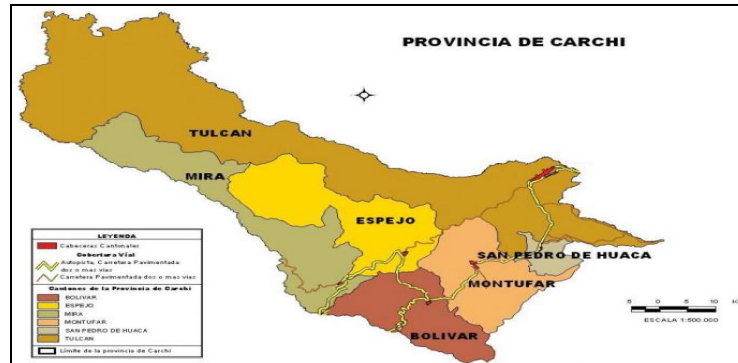 PROVINCIA DE CARCHI
TULCAN
MIRA
ESPEJO
SAN PEDRO DE HUACA
MONTUFAR
BOLIVAR
LEYENDA
Cabeceras Cantonales
Cobertura Vial
Autopista, Carretera Pavimentada
dos o mas vias
Carretera Pavimentada dos o mas vias
Cantones de la Provincia de Carchi
BOLIVAR
ESPEJO
MIRA
MONTUFAR
SAN PEDRO DE HUACA
TULCAN
Límite de la provincia de Carchi
5 0 5 10
ESCALA 1:500.000